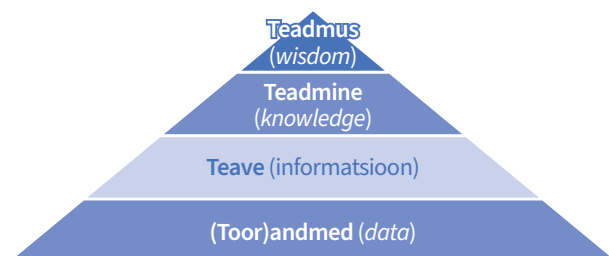 Teadmus
(wisdom)
Teadmine
(knowledge)
Teave (informatsioon)
(Toor)andmed (data)